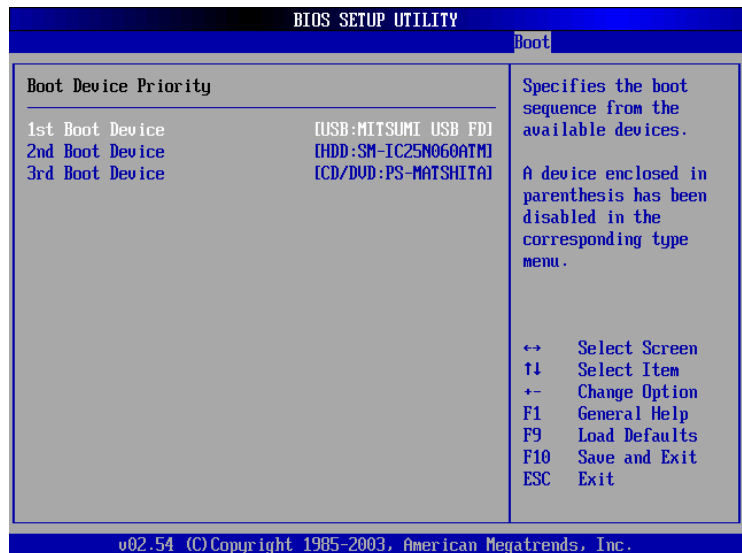 BIOS SETUP UTILITY
Boot
Boot Device Priority
1st Boot Device [USB:MITSUMI USB FD]
2nd Boot Device [HDD:SM-IC25N060ATM]
3rd Boot Device [CD/DVD:PS-MATSHITA]
Specifies the boot
sequence from the
available devices.
A device enclosed in
parenthesis has been
disabled in the
corresponding type
menu.
↔ Select Screen
↑↓ Select Item
+- Change Option
F1 General Help
F9 Load Defaults
F10 Save and Exit
ESC Exit
v02.54 (C)Copyright 1985-2003, American Megatrends, Inc.